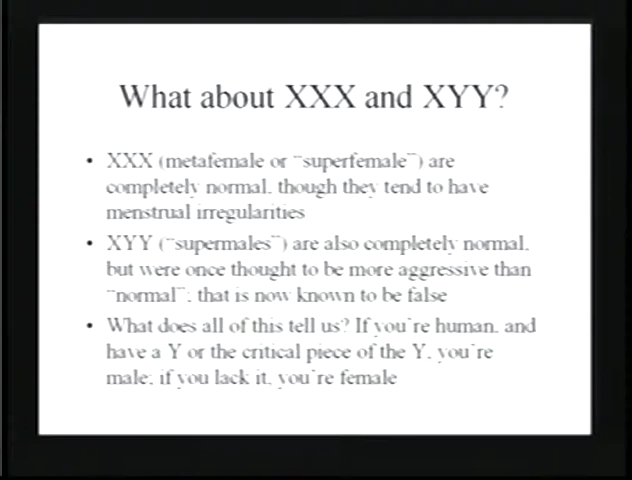 What about XXX and XYY?
• XXX (metafemale or "superfemale") are
completely normal, though they tend to have
menstrual irregularities
• XYY ("supermales") are also completely normal,
but were once thought to be more aggressive than
"normal"; that is now known to be false
• What does all of this tell us? If you're human, and
have a Y or the critical piece of the Y, you're
male; if you lack it, you're female